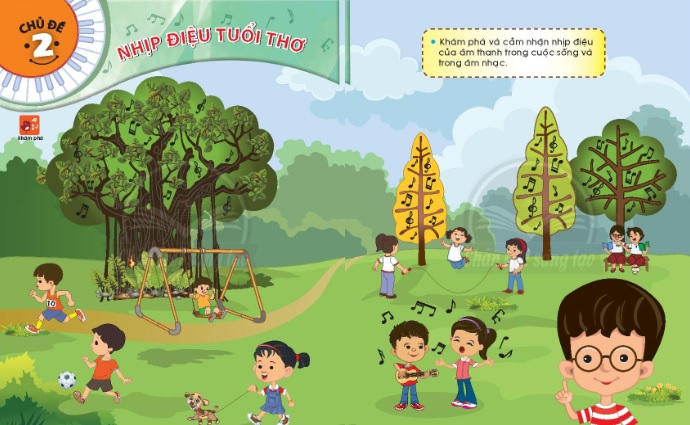 CHỦ ĐỀ
2
NHỊP ĐIỆU TUỔI THƠ
• Khám phá và cảm nhận nhịp điệu
của âm thanh trong cuộc sống và
trong âm nhạc.
Khám phá
10